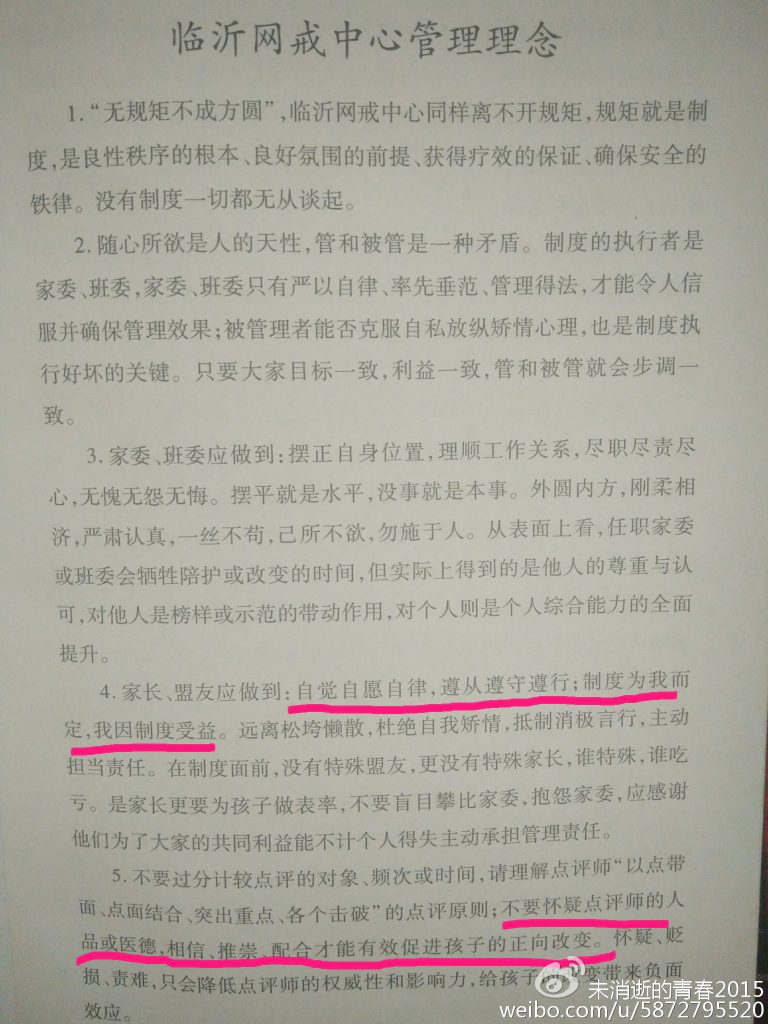 临沂网戒中心管理理念
1.“无规矩不成方圆”,临沂网戒中心同样离不开规矩,规矩就是制
度,是良性秩序的根本、良好氛围的前提、获得疗效的保证、确保安全的
铁律。没有制度一切都无从谈起。
2.随心所欲是人的天性,管和被管是一种矛盾。制度的执行者是
家委、班委,家委、班委只有严以自律、率先垂范、管理得法,才能令人信
服并确保管理效果;被管理者能否克服自私放纵矫情心理,也是制度执
行好坏的关键。只要大家目标一致,利益一致,管和被管就会步调一
致。
3.家委、班委应做到:摆正自身位置,理顺工作关系,尽职尽责尽
心,无愧无怨无悔。摆平就是水平,没事就是本事。外圆内方,刚柔相
济,严肃认真,一丝不苟,己所不欲,勿施于人。从表面上看,任职家委
或班委会牺牲陪护或改变的时间,但实际上得到的是他人的尊重与认
可,对他人是榜样或示范的带动作用,对个人则是个人综合能力的全面
提升。
4.家长、盟友应做到:自觉自愿自律,遵从遵守遵行;制度为我而
定,我因制度受益。远离松垮懒散,杜绝自我矫情,抵制消极言行,主动
担当责任。在制度面前,没有特殊盟友,更没有特殊家长,谁特殊,谁吃
亏。是家长更要为孩子做表率,不要盲目攀比家委,抱怨家委,应感谢
他们为了大家的共同利益能不计个人得失主动承担管理责任。
5.不要过分计较点评的对象、频次或时间,请理解点评师“以点带
面、点面结合、突出重点、各个击破”的点评原则;不要怀疑点评师的人
品或医德,相信、推崇、配合才能有效促进孩子的正向改变。怀疑、贬
损、责难,只会降低点评师的权威性和影响力,给孩子的改变带来负面
效应。
未消逝的青春2015
weibo.com/u/5872795520